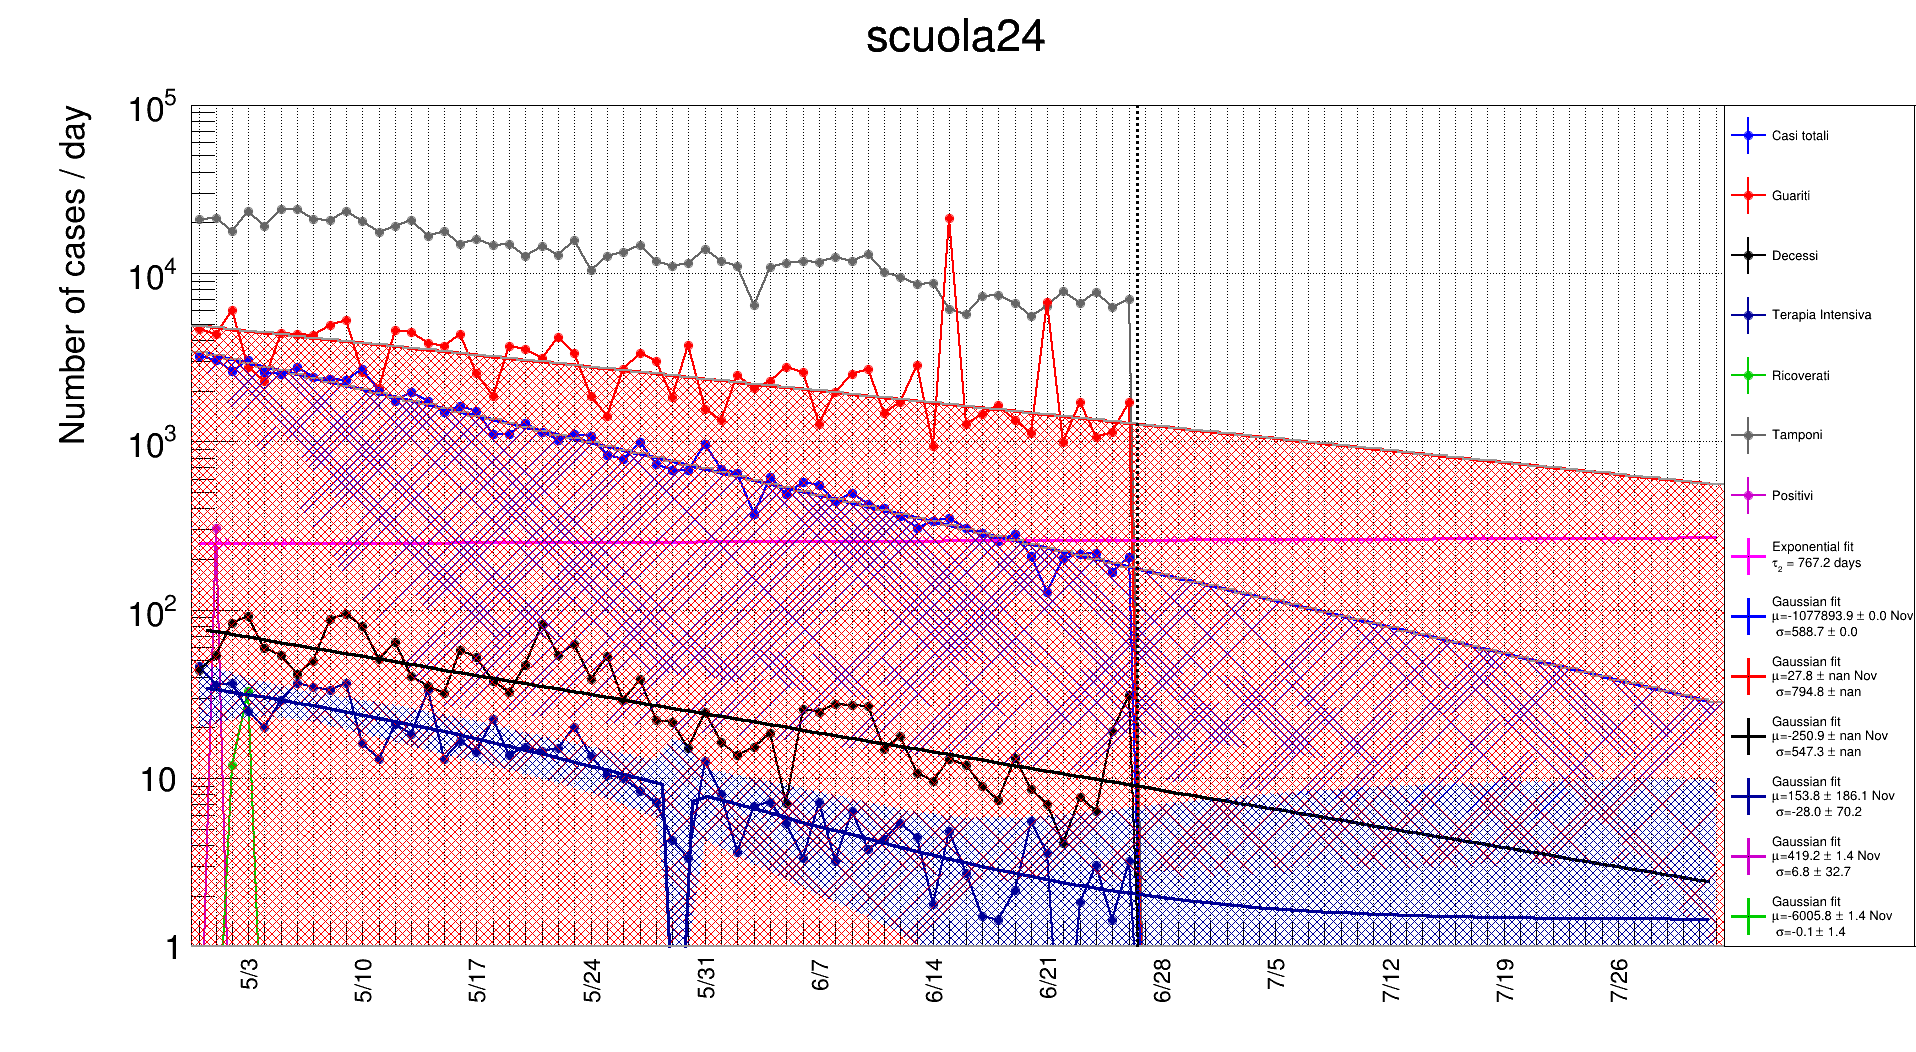 scuola24
Number of cases / day
10^5
10^4
10^3
10^2
10
1
5/3
5/10
5/17
5/24
5/31
6/7
6/14
6/21
6/28
7/5
7/12
7/19
7/26
Casi totali
Guariti
Decessi
Terapia Intensiva
Ricoverati
Tamponi
Positivi
Exponential fit
τ₂ = 767.2 days
Gaussian fit
μ=-1077893.9 ± 0.0 Nov
σ=588.7 ± 0.0
Gaussian fit
μ=27.8 ± nan Nov
σ=794.8 ± nan
Gaussian fit
μ=-250.9 ± nan Nov
σ=547.3 ± nan
Gaussian fit
μ=153.8 ± 186.1 Nov
σ=-28.0 ± 70.2
Gaussian fit
μ=419.2 ± 1.4 Nov
σ=6.8 ± 32.7
Gaussian fit
μ=-6005.8 ± 1.4 Nov
σ=-0.1 ± 1.4